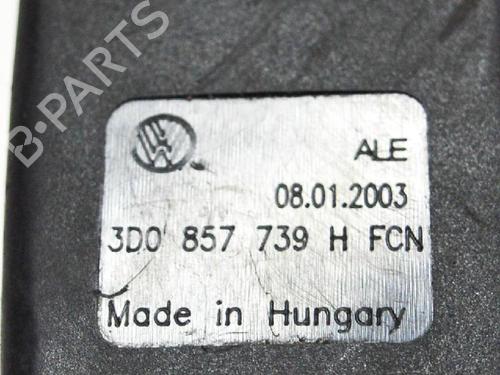 B-PARTS
ALE
08.01.2003
3D0 857 739 H FCN
Made in Hungary